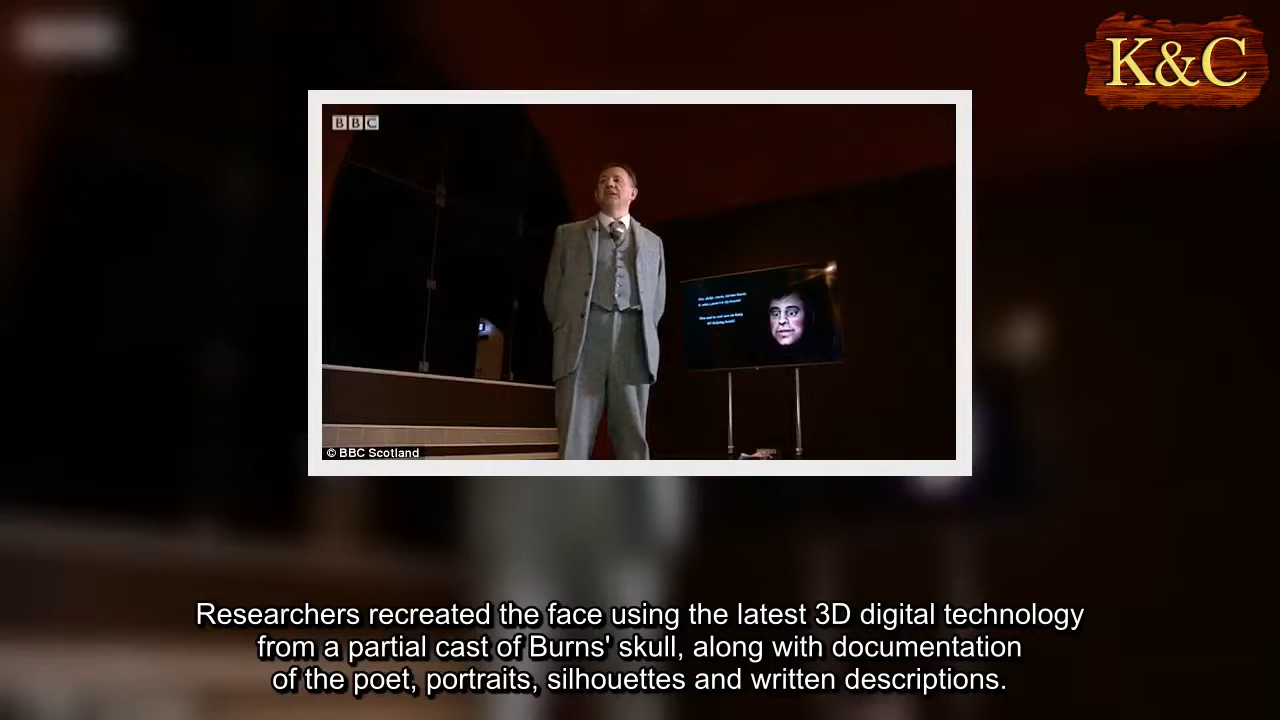 K&C
BBC
© BBC Scotland
Researchers recreated the face using the latest 3D digital technology
from a partial cast of Burns' skull, along with documentation
of the poet, portraits, silhouettes and written descriptions.